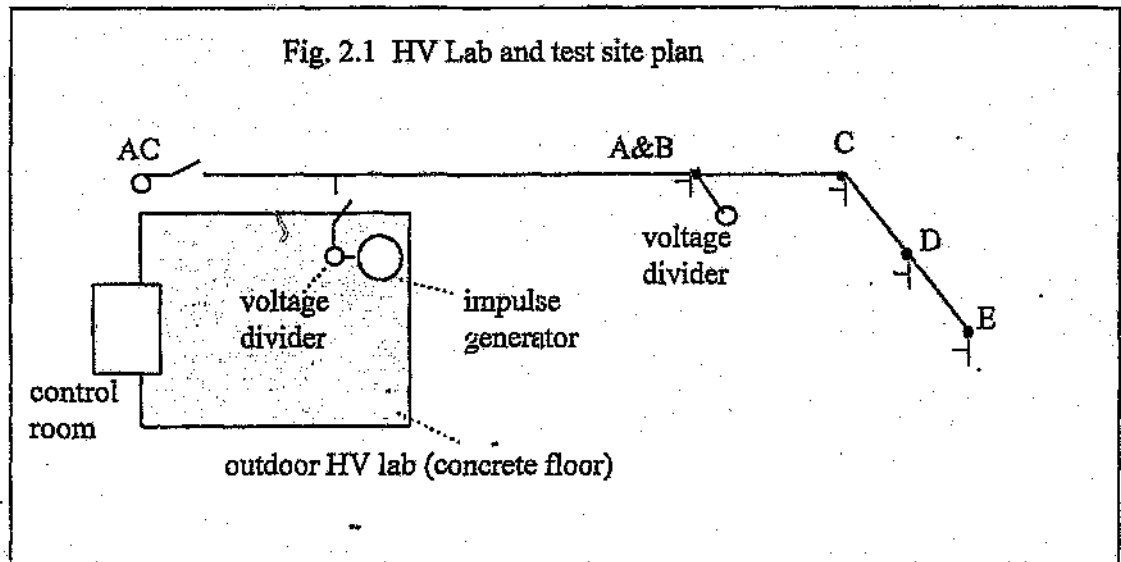 Fig. 2.1 HV Lab and test site plan
AC
A&B
C
voltage
divider
D
voltage
divider
impulse
generator
E
control
room
outdoor HV lab (concrete floor)